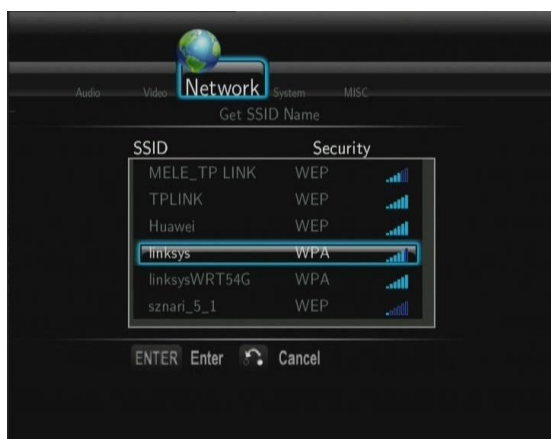 Audio Video Network System MISC
Get SSID Name
SSID Security
MELE_TP LINK WEP
TPLINK WEP
Huawei WEP
linksys WPA
linksysWRT54G WPA
sznari_5_1 WEP
ENTER Enter Cancel